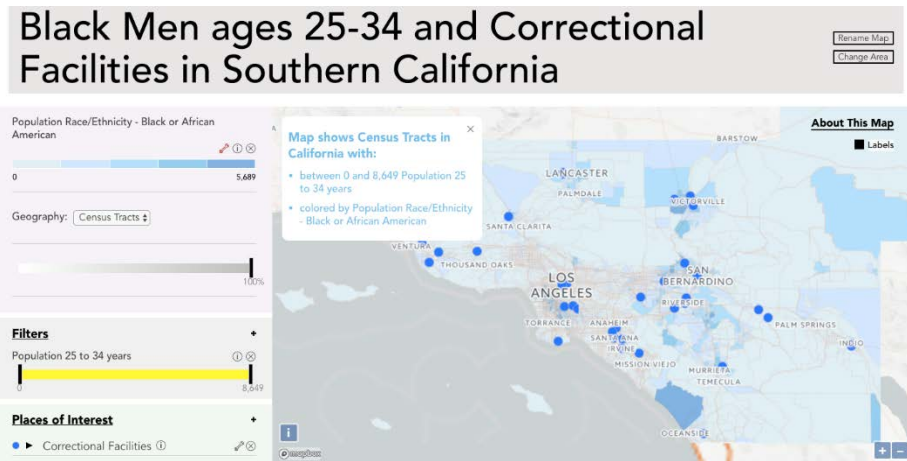 Black Men ages 25-34 and Correctional
Facilities in Southern California
Rename Map
Change Area
Population Race/Ethnicity - Black or African
American
0 5,689
Geography: Census Tracts
100%
Filters +
Population 25 to 34 years
0 8,649
Places of Interest +
Correctional Facilities
Map shows Census Tracts in
California with:
• between 0 and 8,649 Population 25
to 34 years
• colored by Population Race/Ethnicity
- Black or African American
About This Map
Labels
BARSTOW
LANCASTER
PALMDALE
VICTORVILLE
SANTA CLARITA
VENTURA
THOUSAND OAKS
LOS
ANGELES
SAN
BERNARDINO
RIVERSIDE
TORRANCE
ANAHEIM
SANTA ANA
IRVINE
PALM SPRINGS
INDIO
MISSION VIEJO
MURRIETA
TEMECULA
OCEANSIDE
i
mapbox
+ −